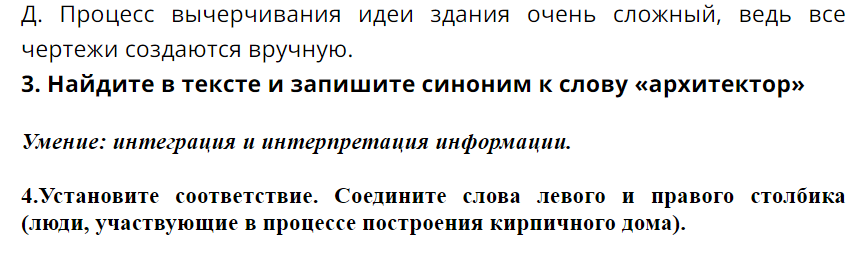 Д. Процесс вычерчивания идеи здания очень сложный, ведь все
чертежи создаются вручную.
3. Найдите в тексте и запишите синоним к слову «архитектор»
Умение: интеграция и интерпретация информации.
4.Установите соответствие. Соедините слова левого и правого столбика
(люди, участвующие в процессе построения кирпичного дома).